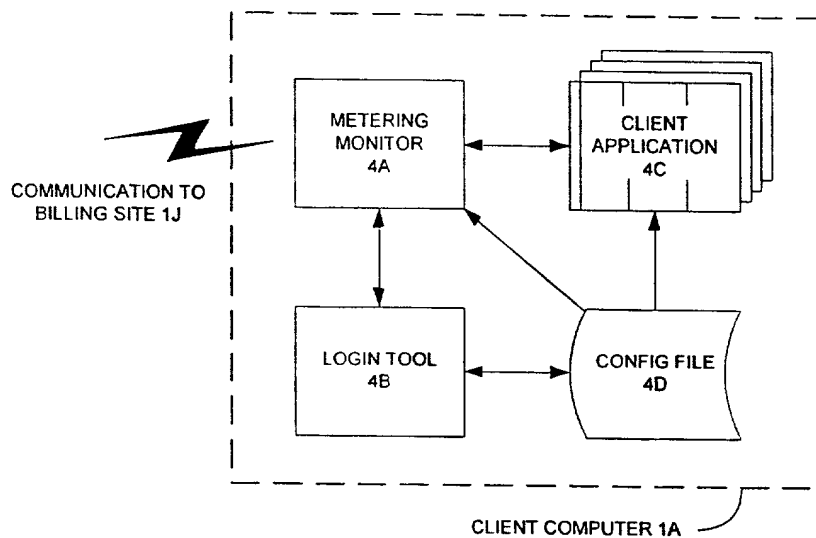 METERING
MONITOR
4A
CLIENT
APPLICATION
4C
COMMUNICATION TO
BILLING SITE 1J
LOGIN TOOL
4B
CONFIG FILE
4D
CLIENT COMPUTER 1A